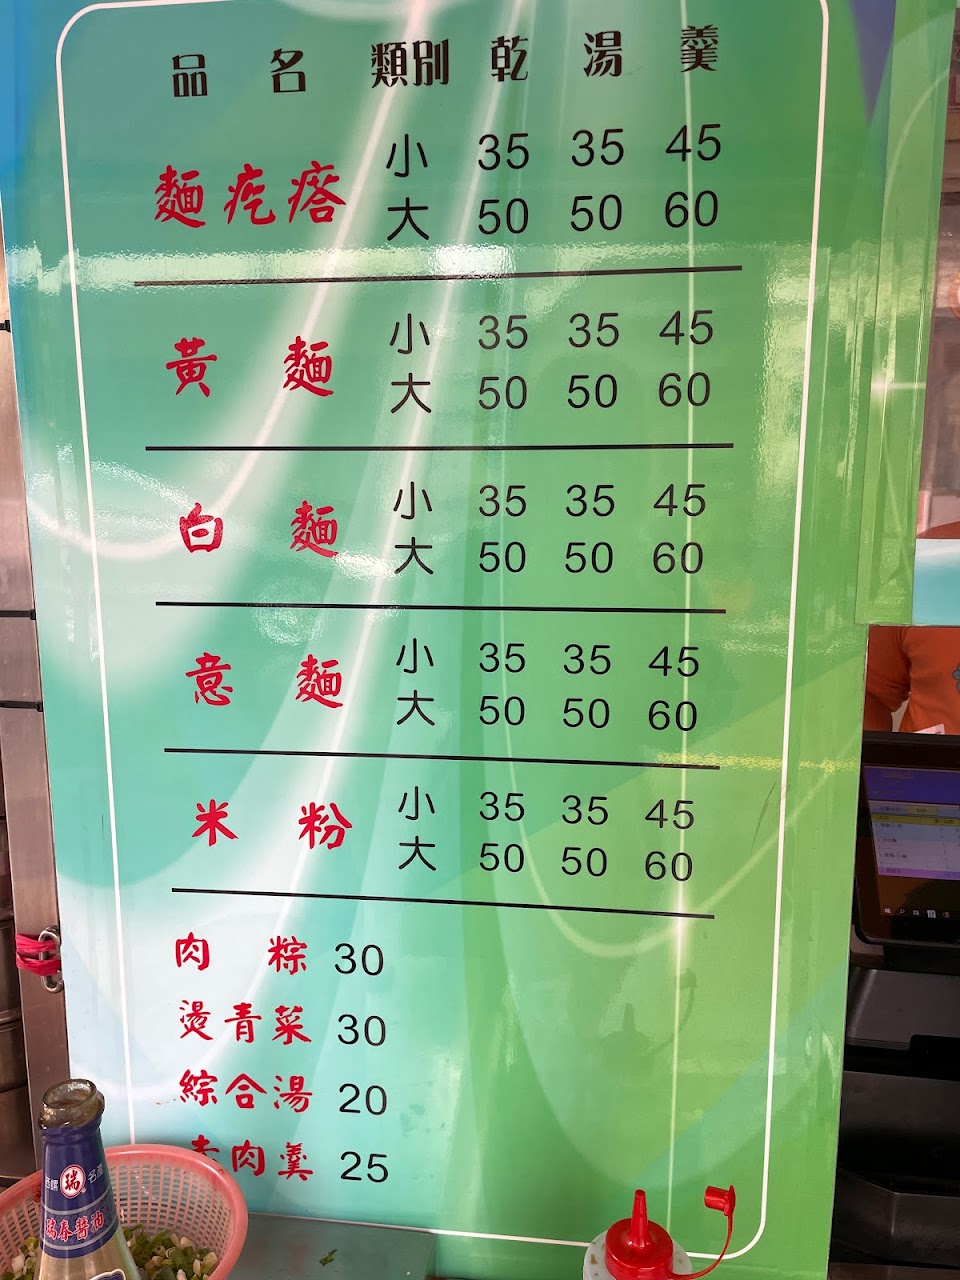 品名 類別 乾 湯 羹
麵疙瘩 小 35 35 45
大 50 50 60
黃麵 小 35 35 45
大 50 50 60
白麵 小 35 35 45
大 50 50 60
意麵 小 35 35 45
大 50 50 60
米粉 小 35 35 45
大 50 50 60
肉粽 30
燙青菜 30
綜合湯 20
肉羹 25
瑞
瑞春醬油